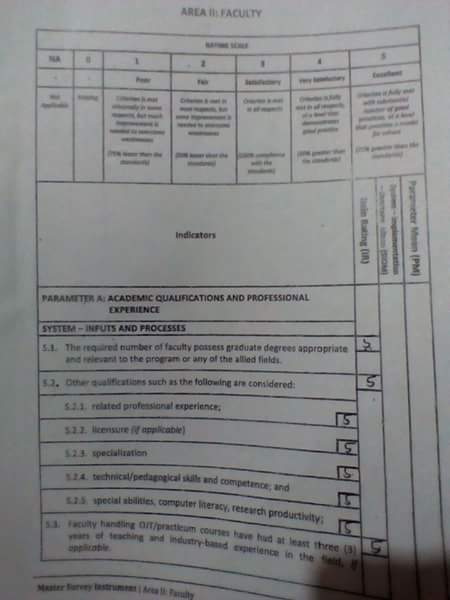 AREA II: FACULTY
RATING SCALE
NA 0 1 2 3 4 5
- - Poor Fair Satisfactory Very Satisfactory Excellent
Not Applicable
Missing
Criterion is met minimally in some respects, but much improvement is needed to overcome weaknesses
(75% lesser than the standards)
Criterion is met in most respects, but some improvement is needed to overcome weaknesses
(50% lesser than the standards)
Criterion is met in all respects
(100% compliance with the standards)
Criterion is fully met in all respects, at a level that demonstrates good practice
(50% greater than the standards)
Criterion is fully met with substantial number of good practices, at a level that provides a model for others
(75% greater than the standards)
Indicators
Item Rating (IR)
System – Implementation – Outcome Mean (SIOM)
Parameter Mean (PM)
PARAMETER A: ACADEMIC QUALIFICATIONS AND PROFESSIONAL
EXPERIENCE
SYSTEM – INPUTS AND PROCESSES
S.1. The required number of faculty possess graduate degrees appropriate
and relevant to the program or any of the allied fields.
S.2. Other qualifications such as the following are considered: 5
S.2.1. related professional experience; 5
S.2.2. licensure (if applicable) 5
S.2.3. specialization 5
S.2.4. technical/pedagogical skills and competence; and 5
S.2.5. special abilities, computer literacy, research productivity; 5
S.3. Faculty handling OJT/practicum courses have had at least three (3)
years of teaching and industry-based experience in the field, if 5
applicable.
Master Survey Instrument | Area II: Faculty